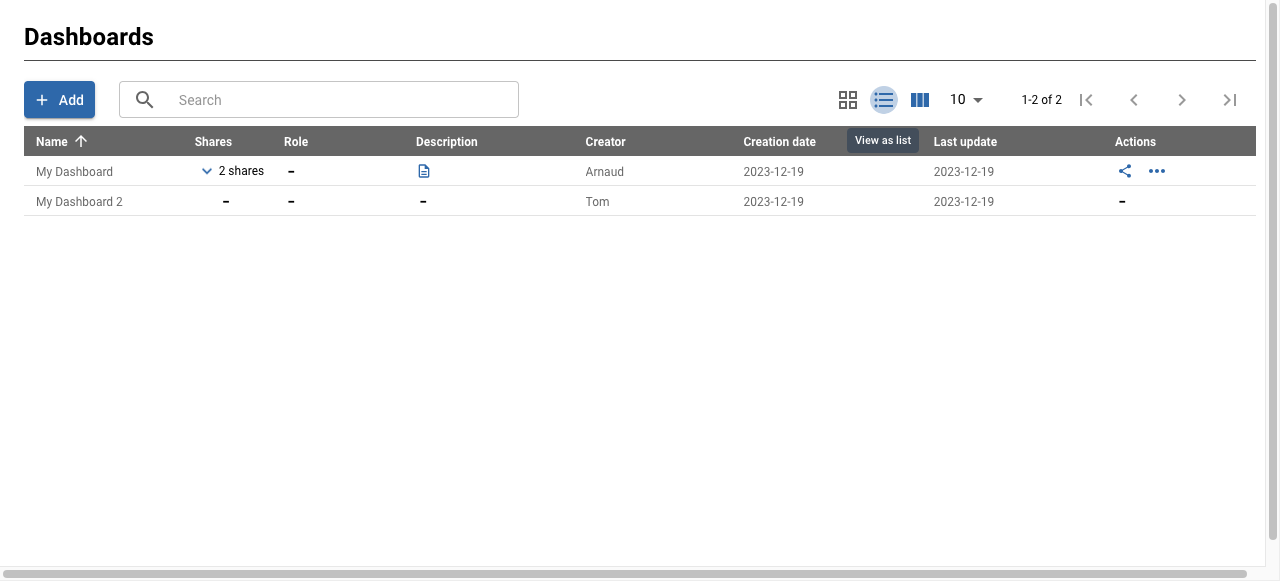 Dashboards
Add
Search
10
1-2 of 2
View as list
Name Shares Role Description Creator Creation date Last update Actions
My Dashboard 2 shares - Arnaud 2023-12-19 2023-12-19
My Dashboard 2 - - - Tom 2023-12-19 2023-12-19 -